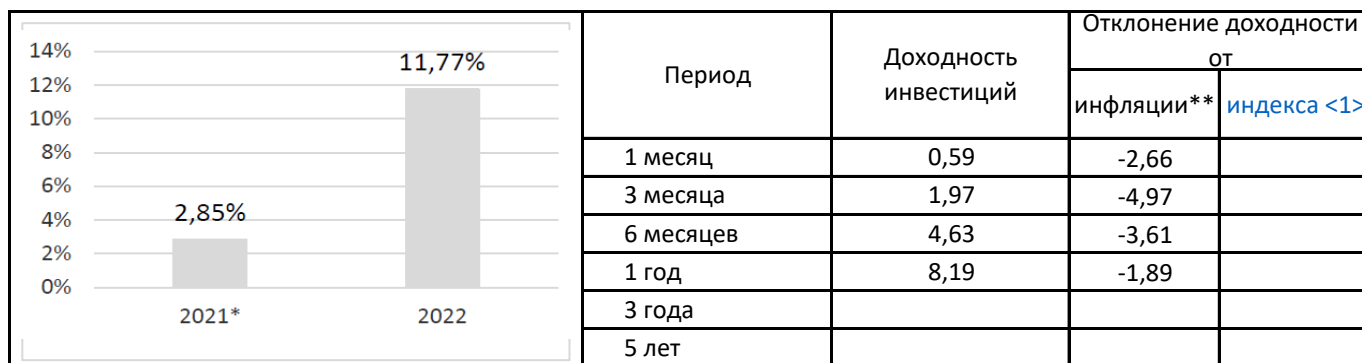 14%
12%
10%
8%
6%
4%
2%
0%
11,77%
2,85%
2021* 2022
Период
Доходность
инвестиций
Отклонение доходности
от
инфляции** индекса <1>
1 месяц 0,59 -2,66
3 месяца 1,97 -4,97
6 месяцев 4,63 -3,61
1 год 8,19 -1,89
3 года
5 лет